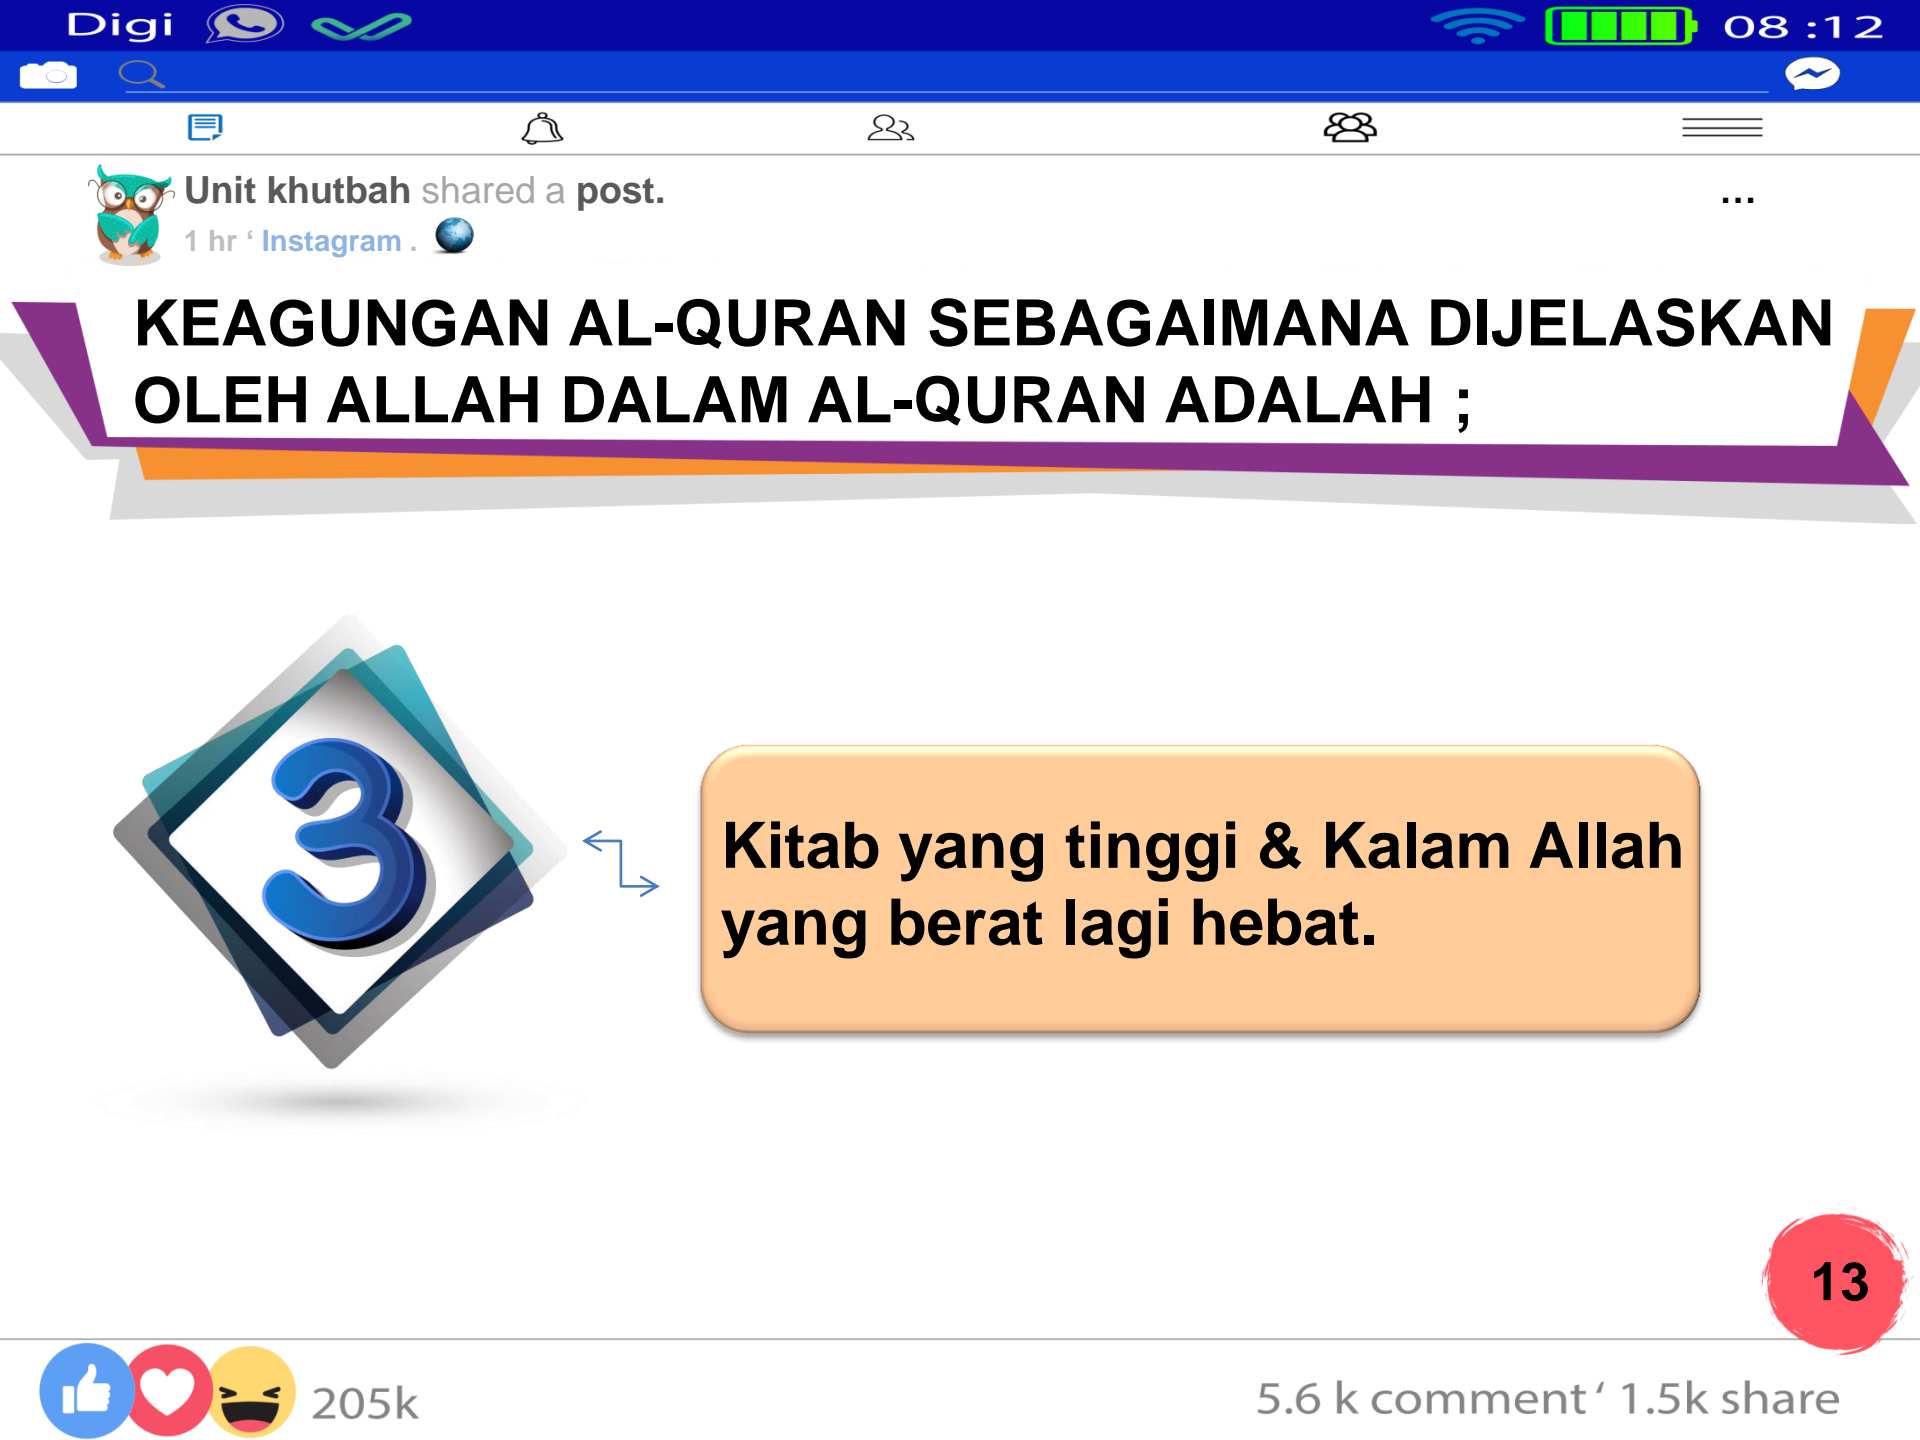 Digi
08 :12
Unit khutbah shared a post.
...
1 hr ‘ Instagram .
KEAGUNGAN AL-QURAN SEBAGAIMANA DIJELASKAN
OLEH ALLAH DALAM AL-QURAN ADALAH ;
3
Kitab yang tinggi & Kalam Allah
yang berat lagi hebat.
13
205k
5.6 k comment ‘ 1.5k share